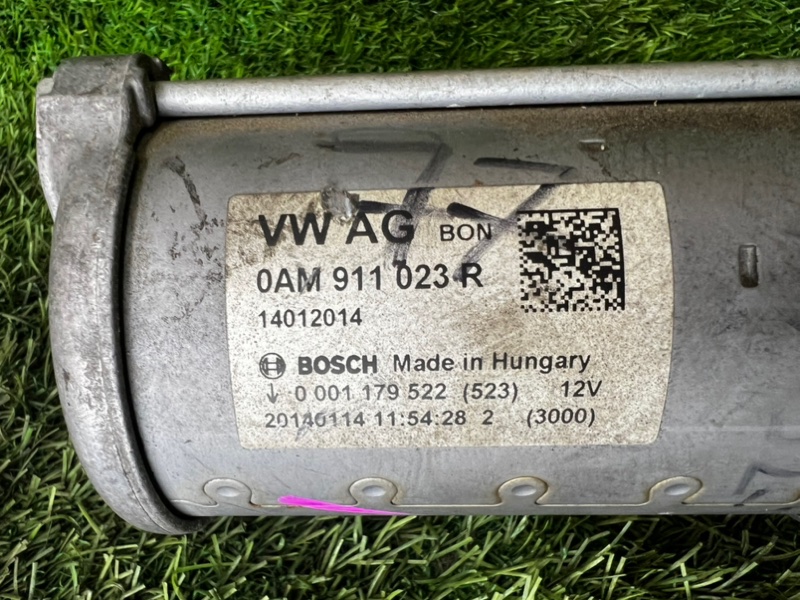 77
VW AG BON
0AM 911 023 R
14012014
BOSCH Made in Hungary
↓ 0 001 179 522 (523) 12V
20140114 11:54:28 2 (3000)